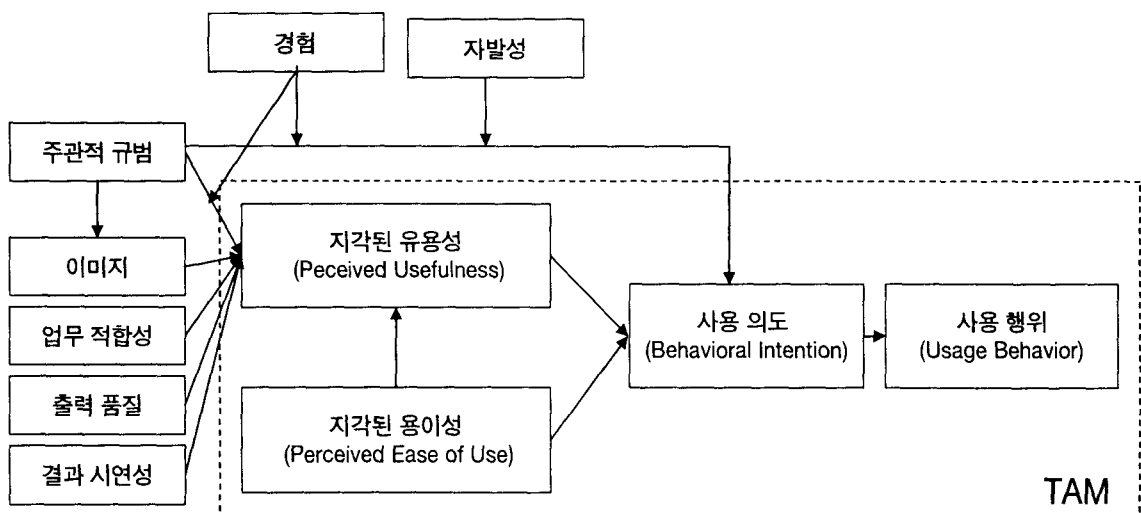 경험
자발성
주관적 규범
이미지
업무 적합성
출력 품질
결과 시연성
지각된 유용성
(Peceived Usefulness)
지각된 용이성
(Perceived Ease of Use)
사용 의도
(Behavioral Intention)
사용 행위
(Usage Behavior)
TAM